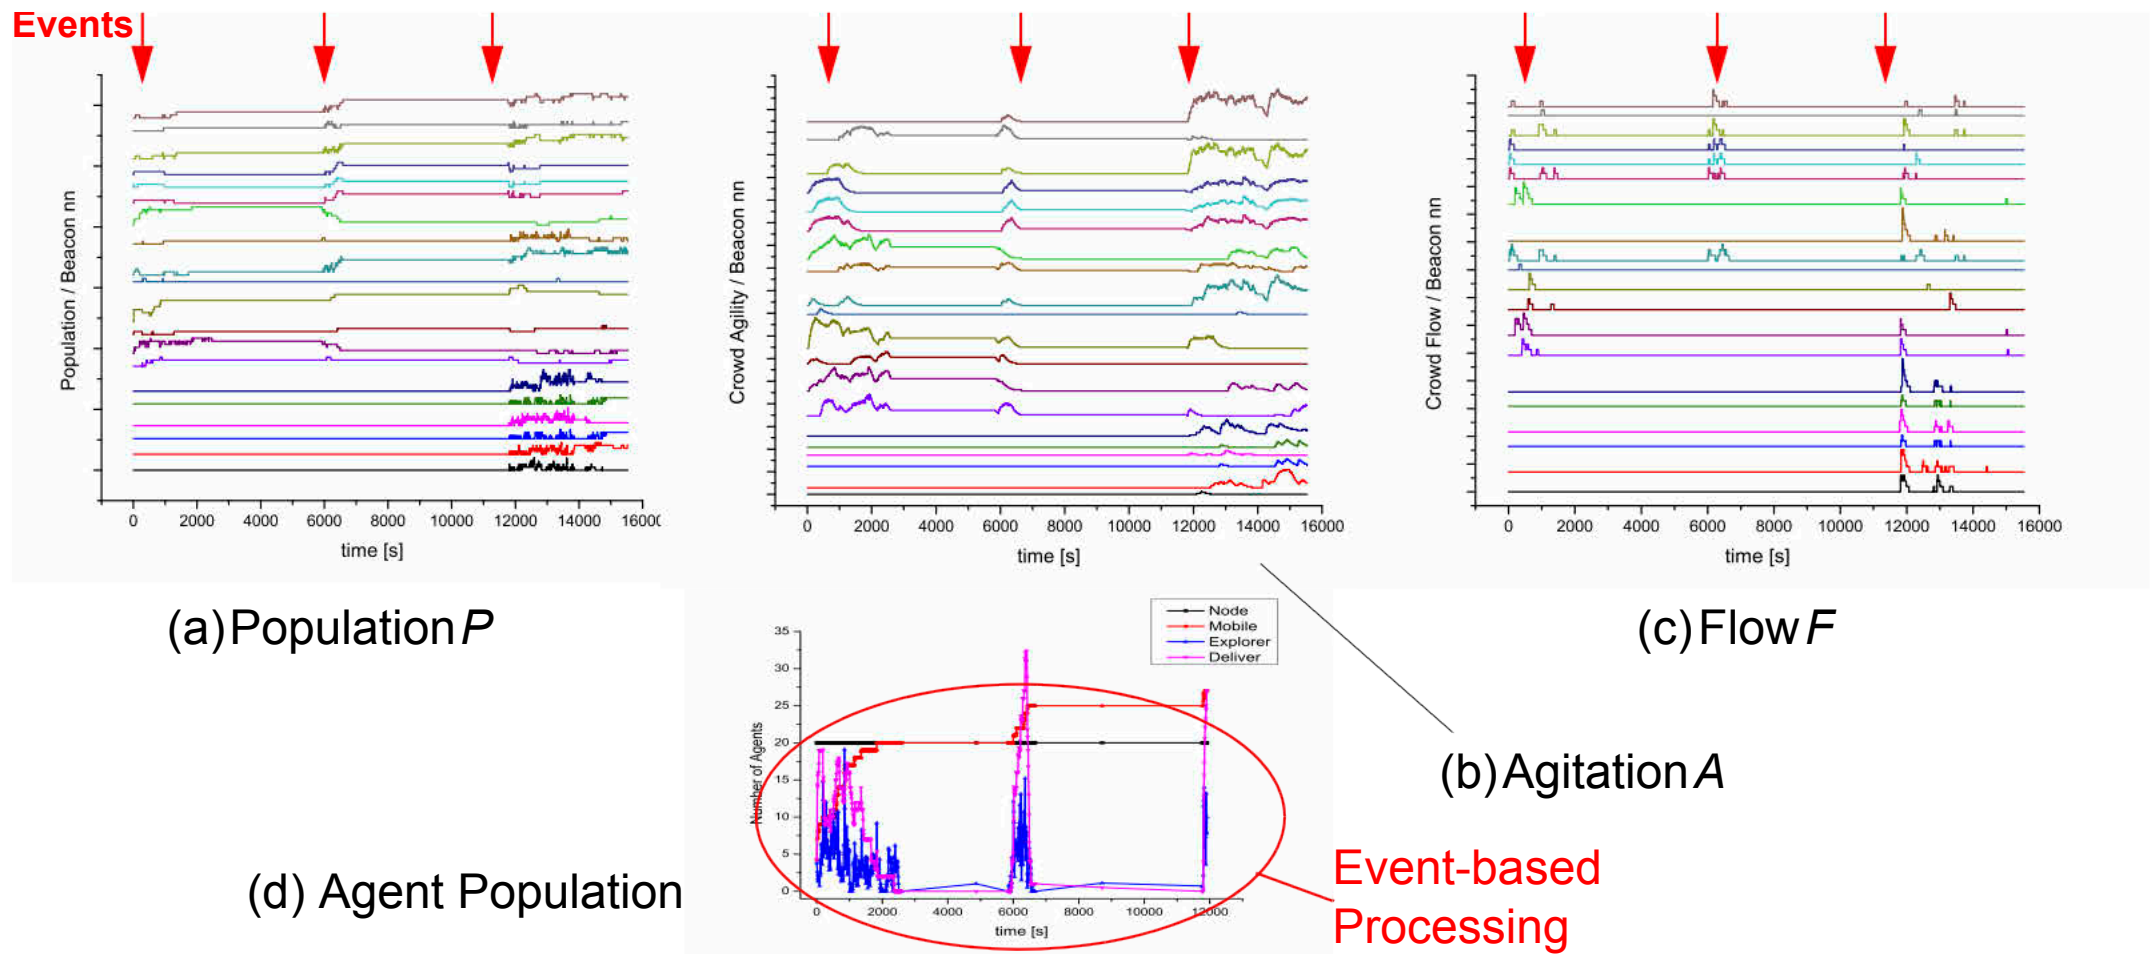 Events
Population / Beacon nn
0 2000 4000 6000 8000 10000 12000 14000 1600
time [s]
Crowd Agility / Beacon nn
0 2000 4000 6000 8000 10000 12000 14000 16000
time [s]
Crowd Flow / Beacon nn
0 2000 4000 6000 8000 10000 12000 14000 16000
time [s]
(a) Population P
(c) Flow F
Node
Mobile
Explorer
Deliver
35
30
25
20
15
10
5
0
Number of Agents
0 2000 4000 6000 8000 10000 12000
time [s]
(b) Agitation A
(d) Agent Population
Event-based
Processing